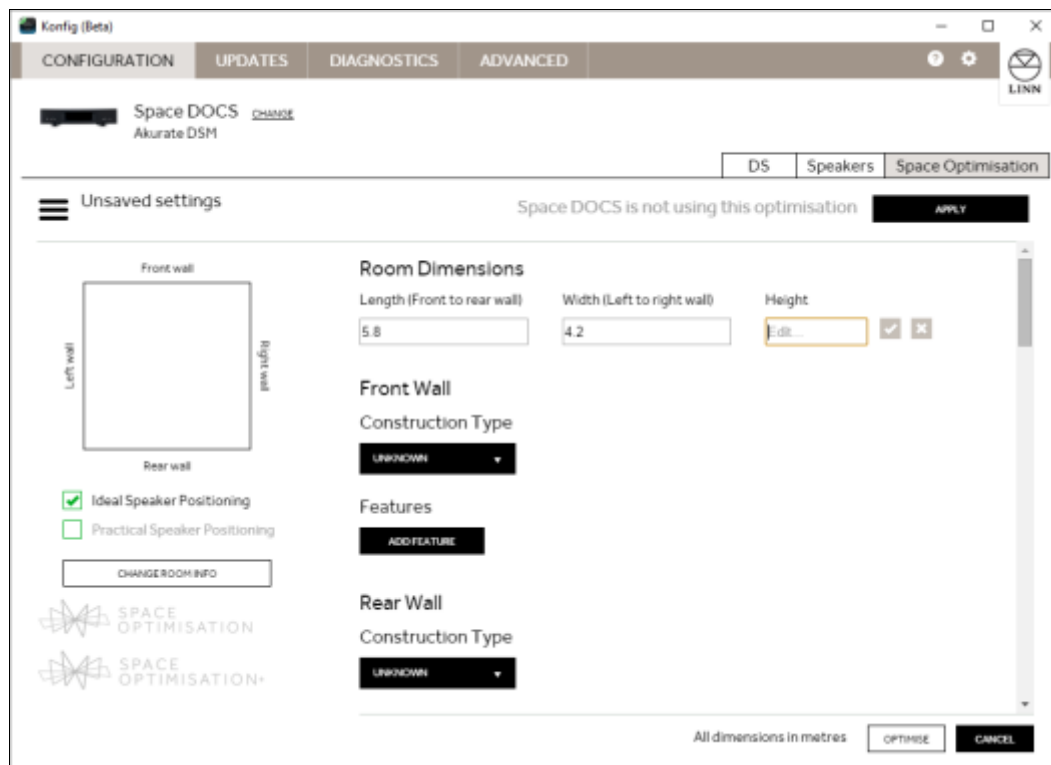 Konfig (Beta)
CONFIGURATION UPDATES DIAGNOSTICS ADVANCED
LINN
Space DOCS CHANGE
Akurate DSM
DS Speakers Space Optimisation
Unsaved settings
Space DOCS is not using this optimisation APPLY
Front wall
Left wall
Right wall
Rear wall
Ideal Speaker Positioning
Practical Speaker Positioning
CHANGE ROOM INFO
SPACE
OPTIMISATION
SPACE
OPTIMISATION+
Room Dimensions
Length (Front to rear wall) Width (Left to right wall) Height
5.8 4.2 Edit...
Front Wall
Construction Type
UNKNOWN
Features
ADD FEATURE
Rear Wall
Construction Type
UNKNOWN
All dimensions in metres OPTIMISE CANCEL